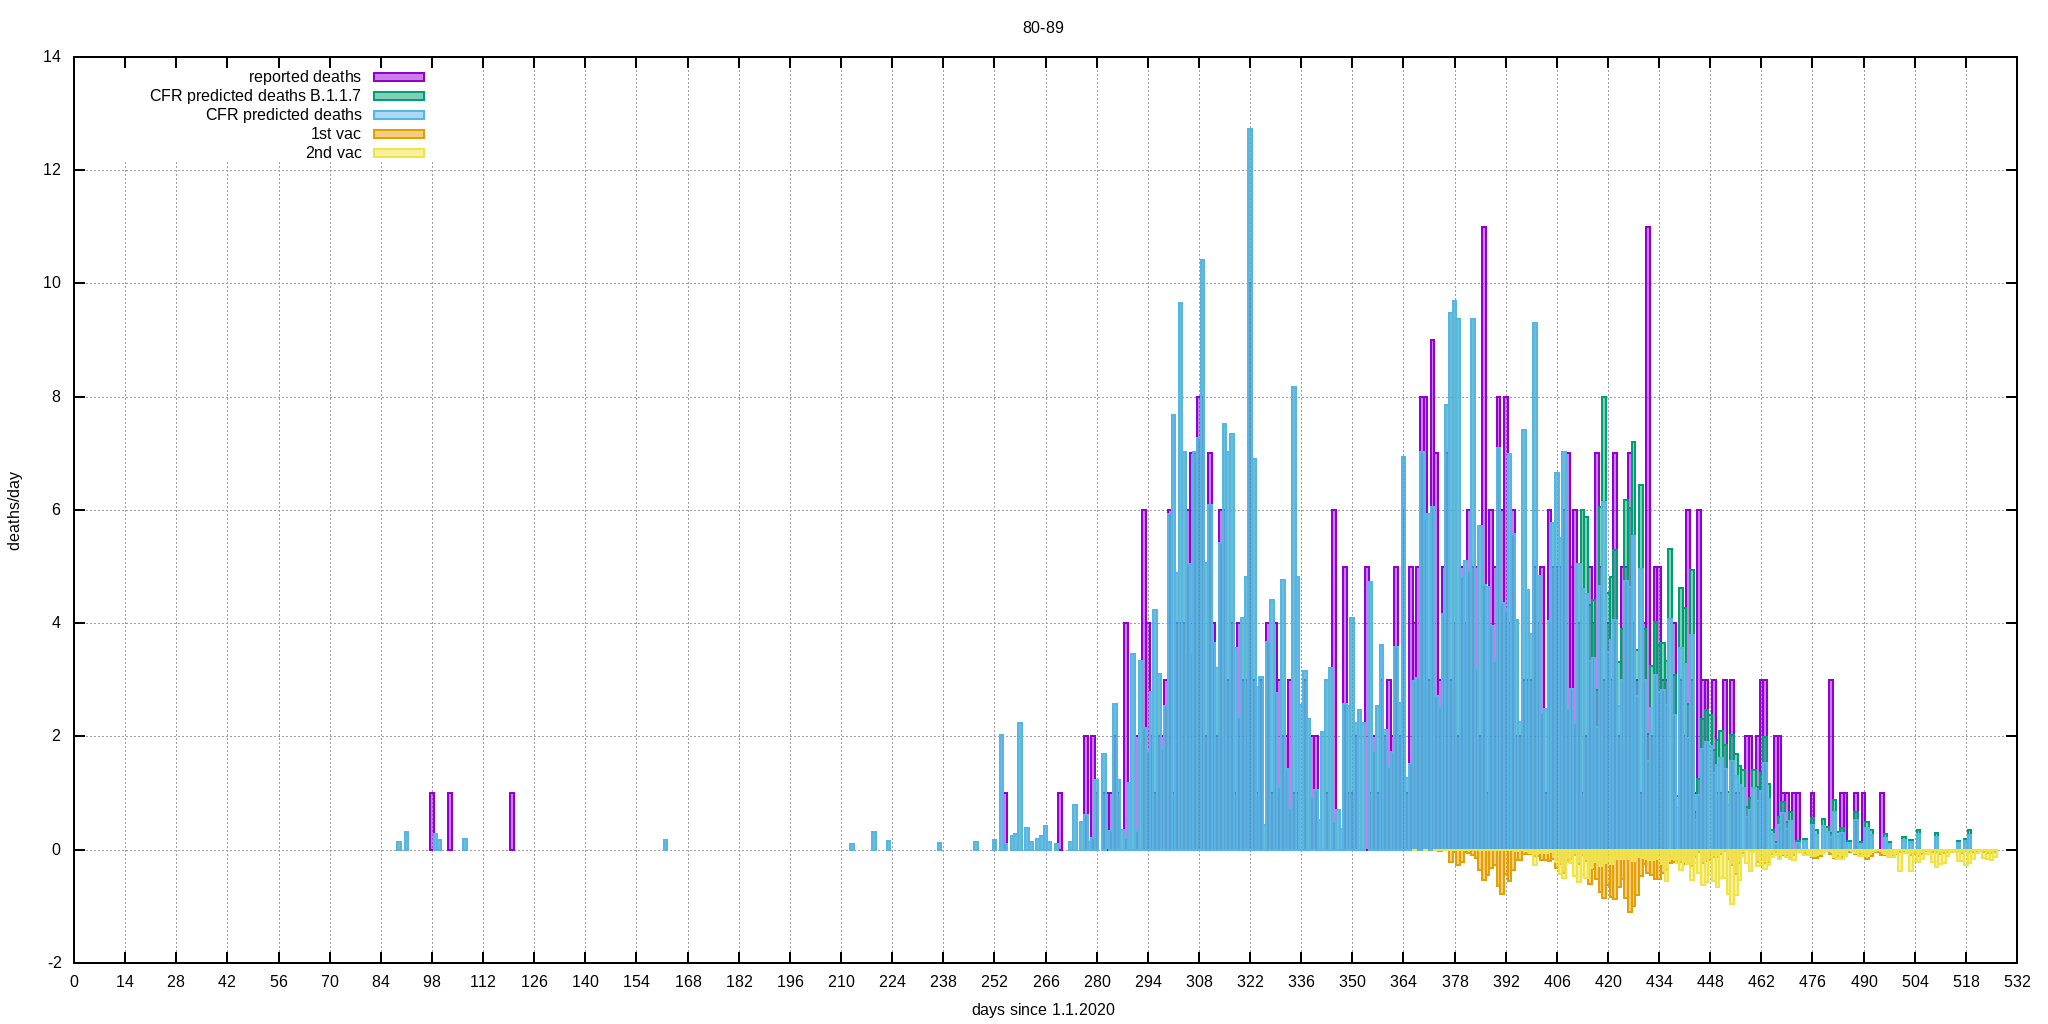 80-89
14
12
10
8
6
4
2
0
-2
deaths/day
reported deaths
CFR predicted deaths B.1.1.7
CFR predicted deaths
1st vac
2nd vac
0 14 28 42 56 70 84 98 112 126 140 154 168 182 196 210 224 238 252 266 280 294 308 322 336 350 364 378 392 406 420 434 448 462 476 490 504 518 532
days since 1.1.2020